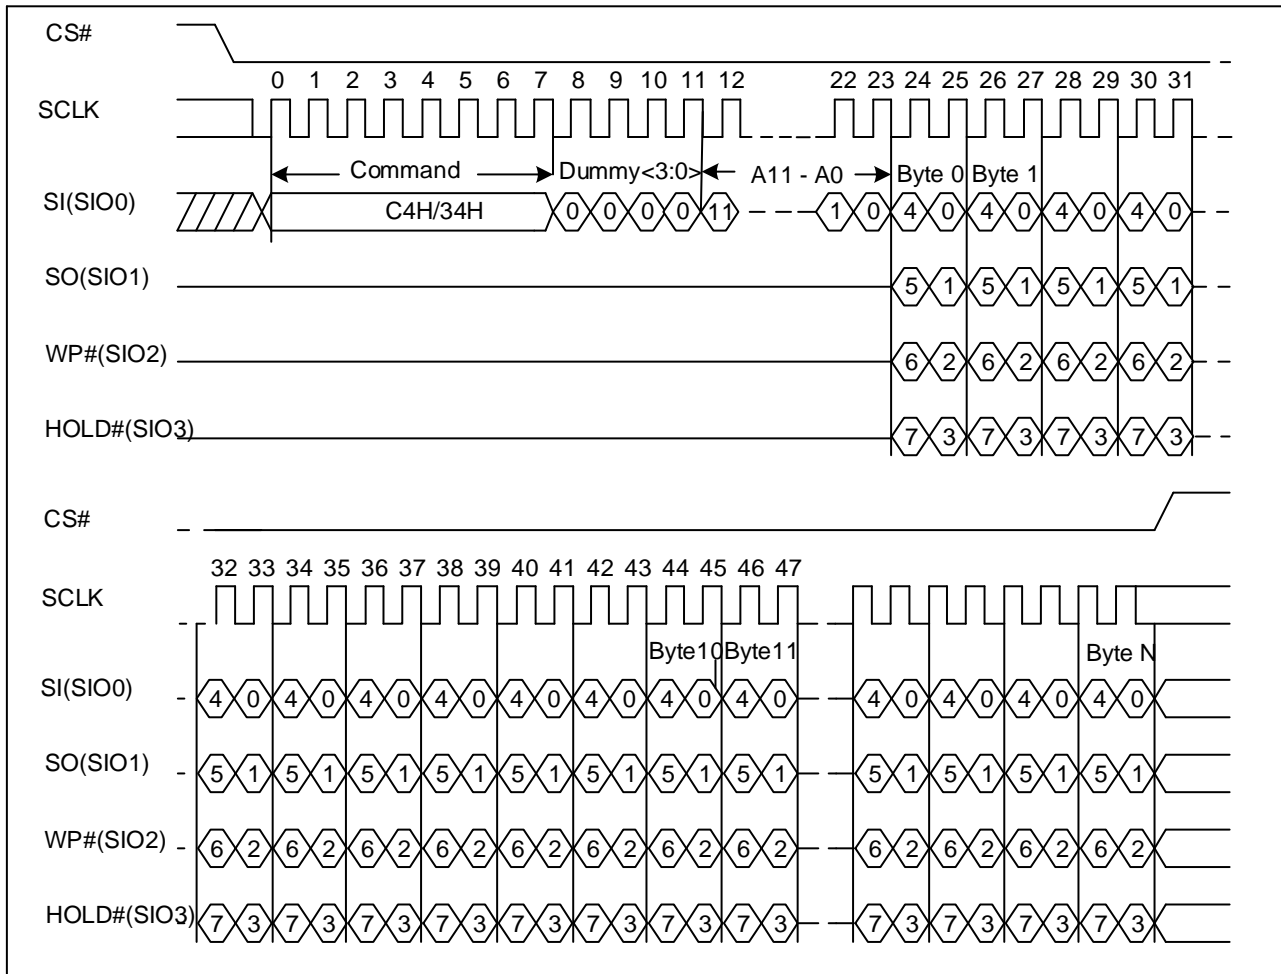 CS#
0 1 2 3 4 5 6 7 8 9 10 11 12 22 23 24 25 26 27 28 29 30 31
SCLK
Command Dummy<3:0> A11 - A0 Byte 0 Byte 1
SI(SIO0) C4H/34H 0 0 0 0 11 1 0 4 0 4 0 4 0 4 0
SO(SIO1) 5 1 5 1 5 1 5 1
WP#(SIO2) 6 2 6 2 6 2 6 2
HOLD#(SIO3) 7 3 7 3 7 3 7 3
CS#
32 33 34 35 36 37 38 39 40 41 42 43 44 45 46 47
SCLK
Byte10 Byte11 Byte N
SI(SIO0) 4 0 4 0 4 0 4 0 4 0 4 0 4 0 4 0 4 0 4 0 4 0 4 0
SO(SIO1) 5 1 5 1 5 1 5 1 5 1 5 1 5 1 5 1 5 1 5 1 5 1 5 1
WP#(SIO2) 6 2 6 2 6 2 6 2 6 2 6 2 6 2 6 2 6 2 6 2 6 2 6 2
HOLD#(SIO3) 7 3 7 3 7 3 7 3 7 3 7 3 7 3 7 3 7 3 7 3 7 3 7 3